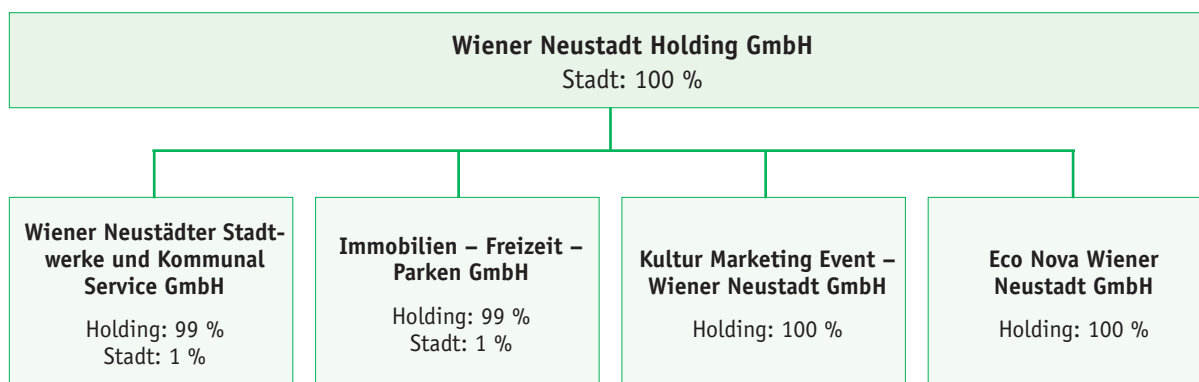 Wiener Neustadt Holding GmbH
Stadt: 100 %
Wiener Neustädter Stadt-
werke und Kommunal
Service GmbH
Holding: 99 %
Stadt: 1 %
Immobilien – Freizeit –
Parken GmbH
Holding: 99 %
Stadt: 1 %
Kultur Marketing Event –
Wiener Neustadt GmbH
Holding: 100 %
Eco Nova Wiener
Neustadt GmbH
Holding: 100 %